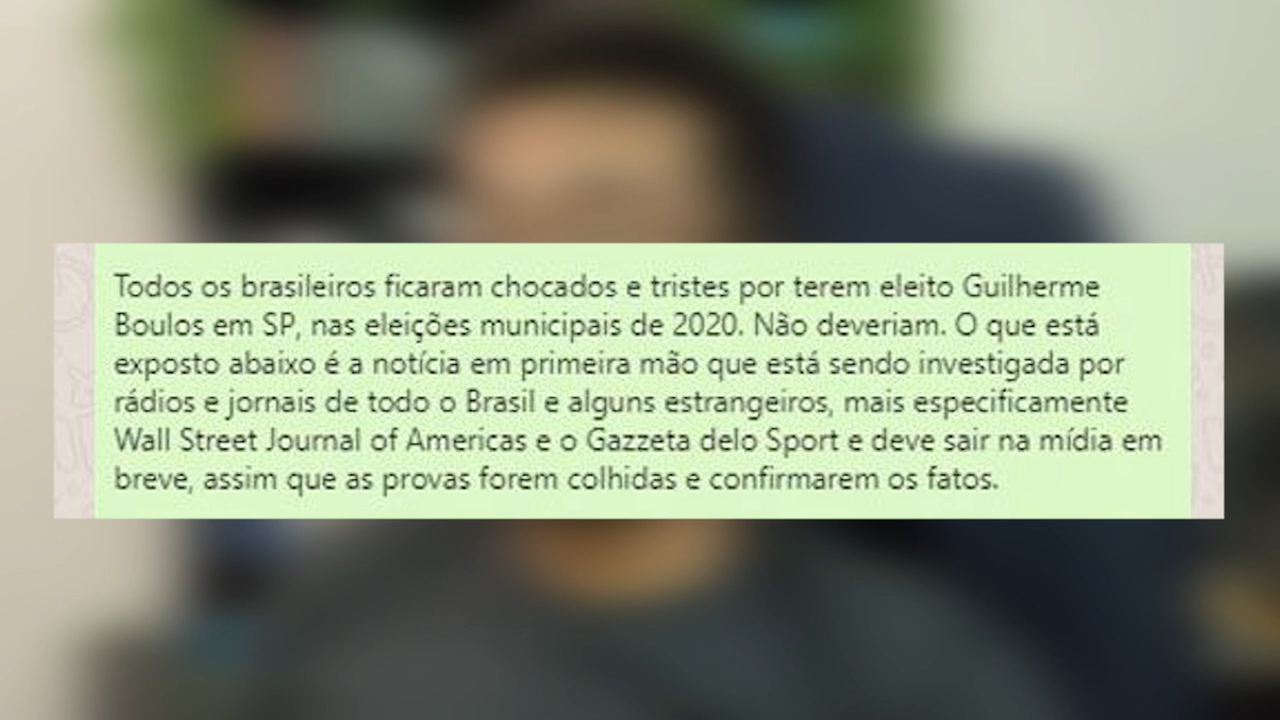 Todos os brasileiros ficaram chocados e tristes por terem eleito Guilherme
Boulos em SP, nas eleições municipais de 2020. Não deveriam. O que está
exposto abaixo é a notícia em primeira mão que está sendo investigada por
rádios e jornais de todo o Brasil e alguns estrangeiros, mais especificamente
Wall Street Journal of Americas e o Gazzeta delo Sport e deve sair na mídia em
breve, assim que as provas forem colhidas e confirmarem os fatos.